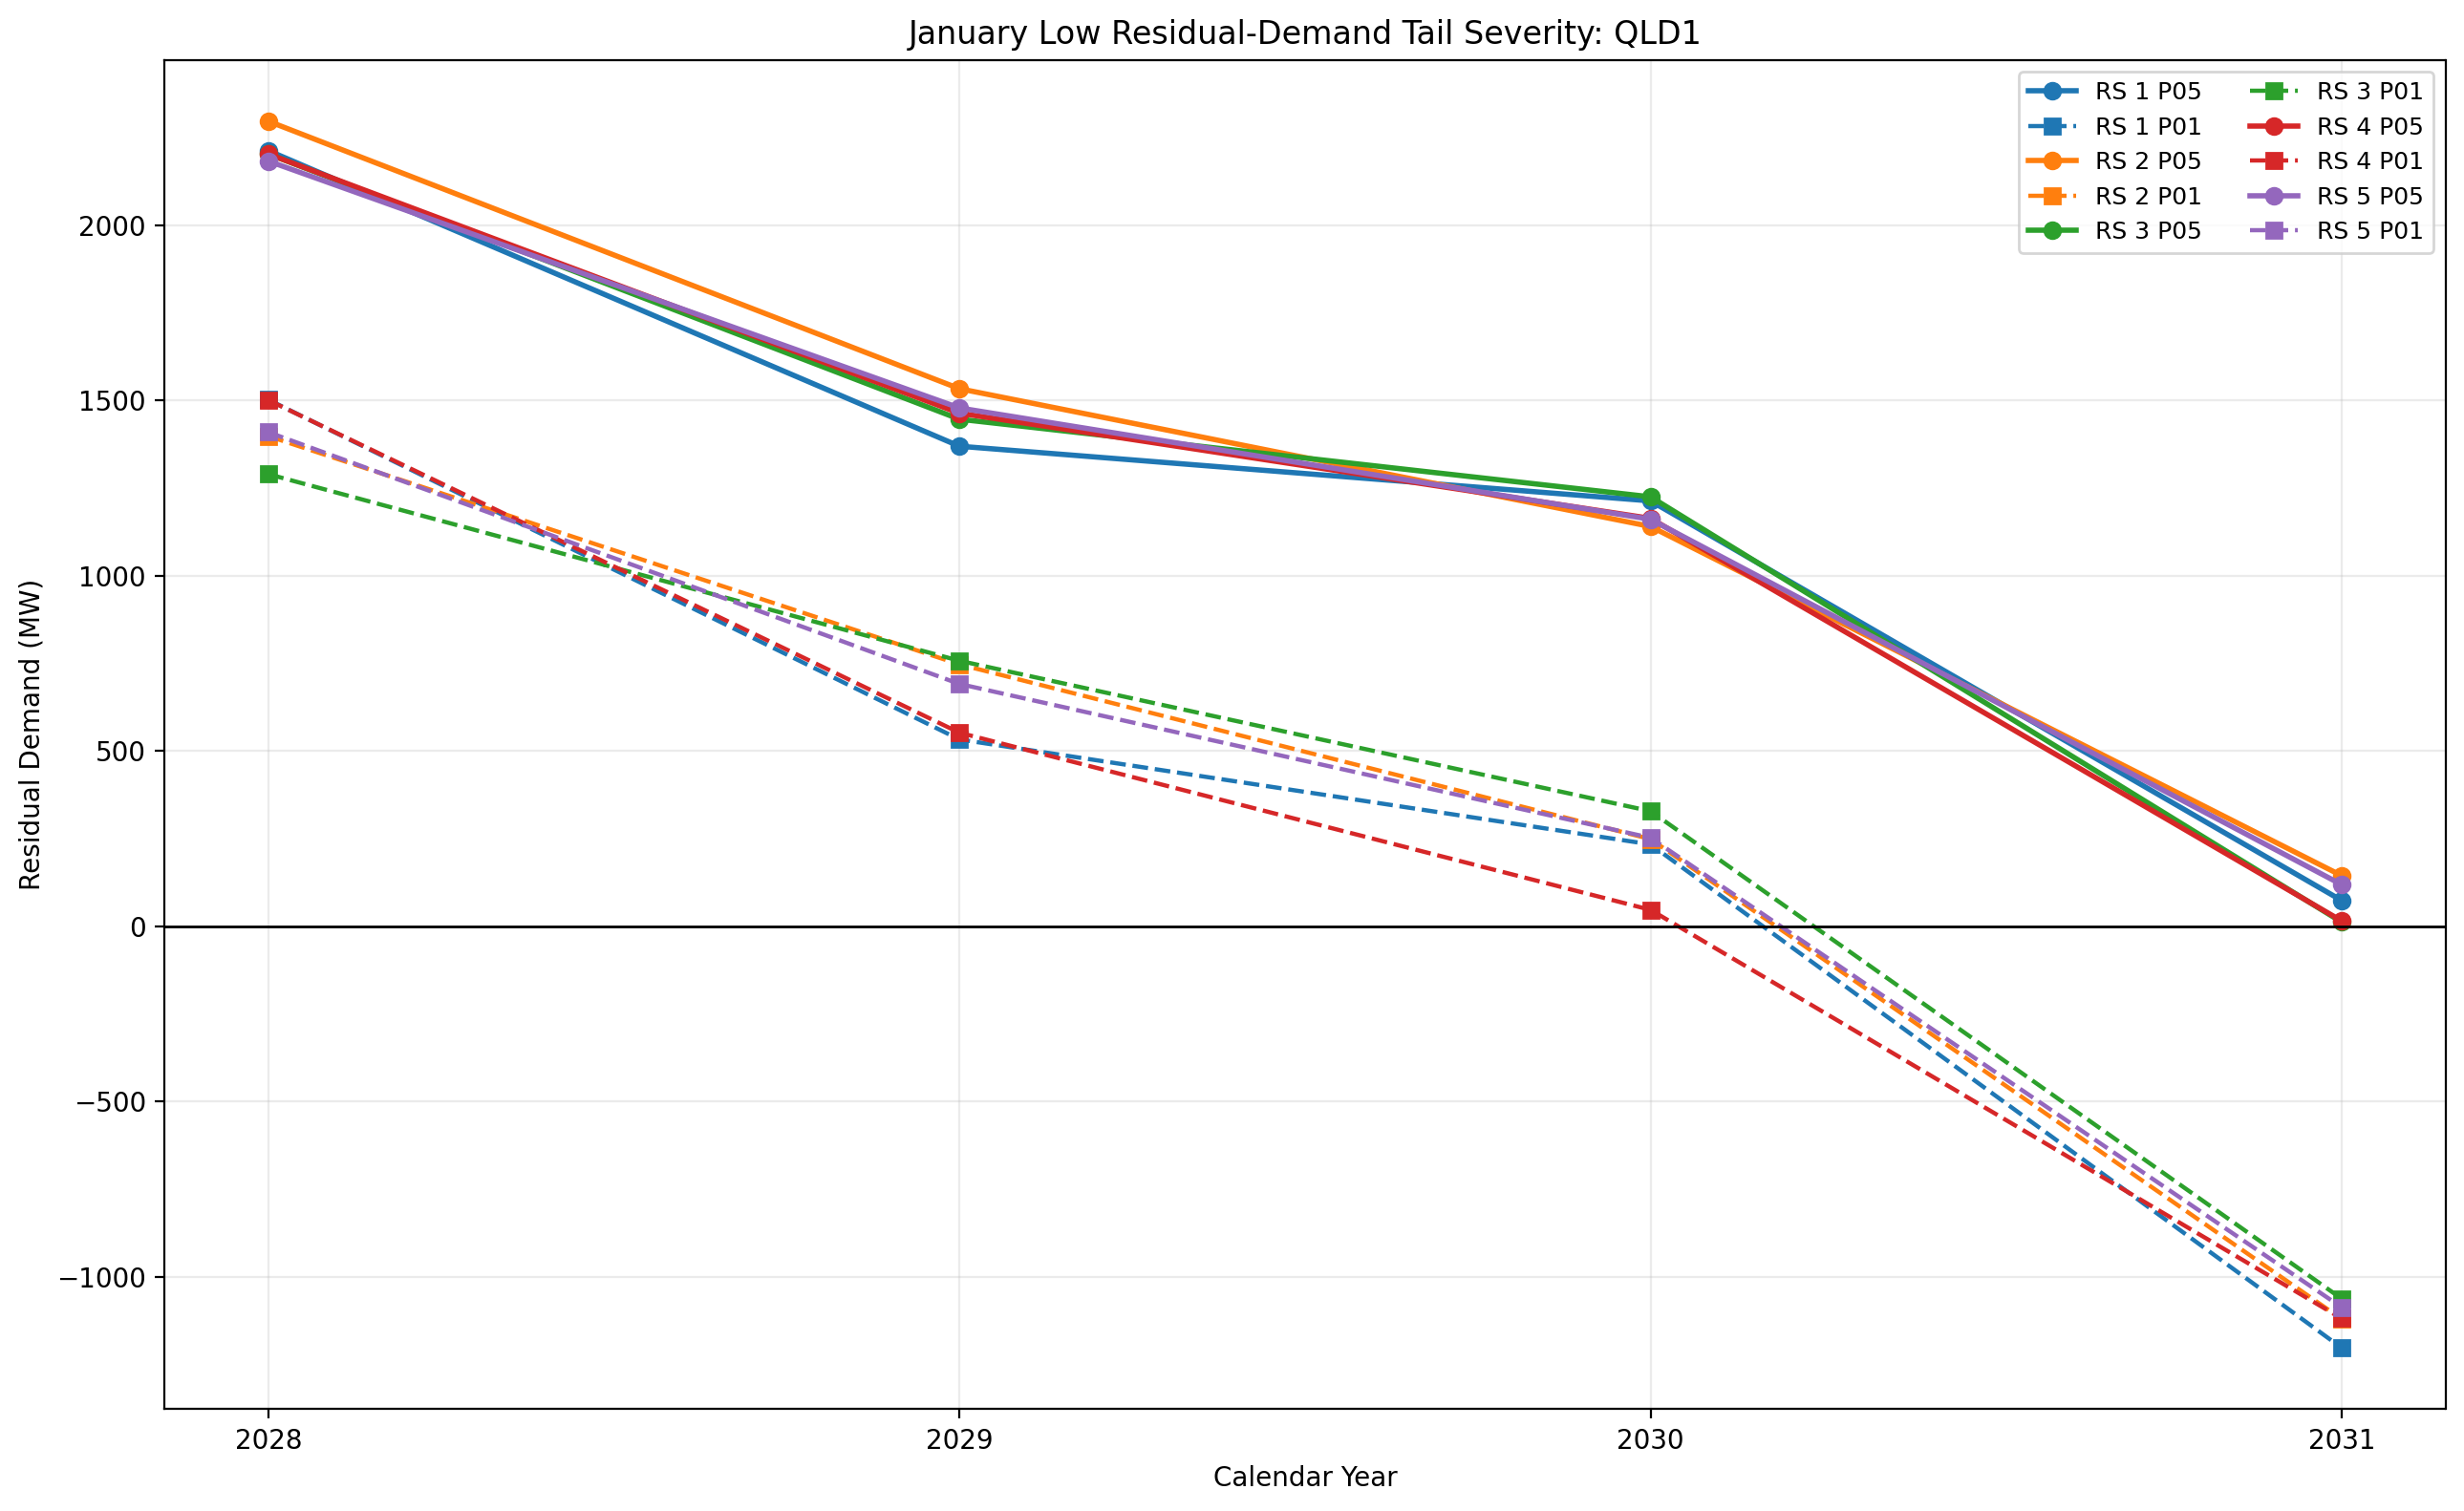 January Low Residual-Demand Tail Severity: QLD1
RS 1 P05
RS 1 P01
RS 2 P05
RS 2 P01
RS 3 P05
RS 3 P01
RS 4 P05
RS 4 P01
RS 5 P05
RS 5 P01
Residual Demand (MW)
2000
1500
1000
500
0
−500
−1000
2028
2029
2030
2031
Calendar Year